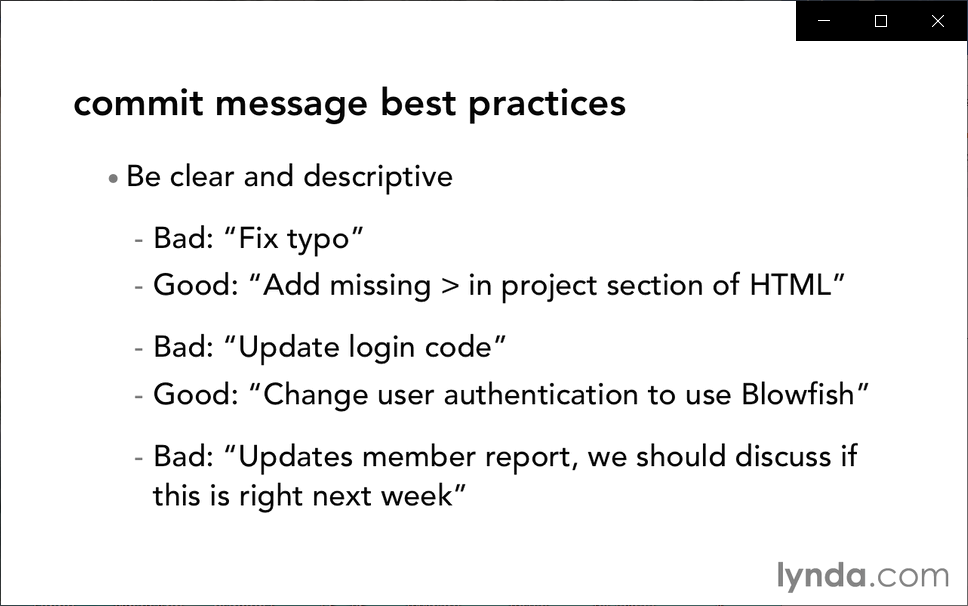 commit message best practices
• Be clear and descriptive
- Bad: “Fix typo”
- Good: “Add missing > in project section of HTML”
- Bad: “Update login code”
- Good: “Change user authentication to use Blowfish”
- Bad: “Updates member report, we should discuss if
this is right next week”
lynda.com